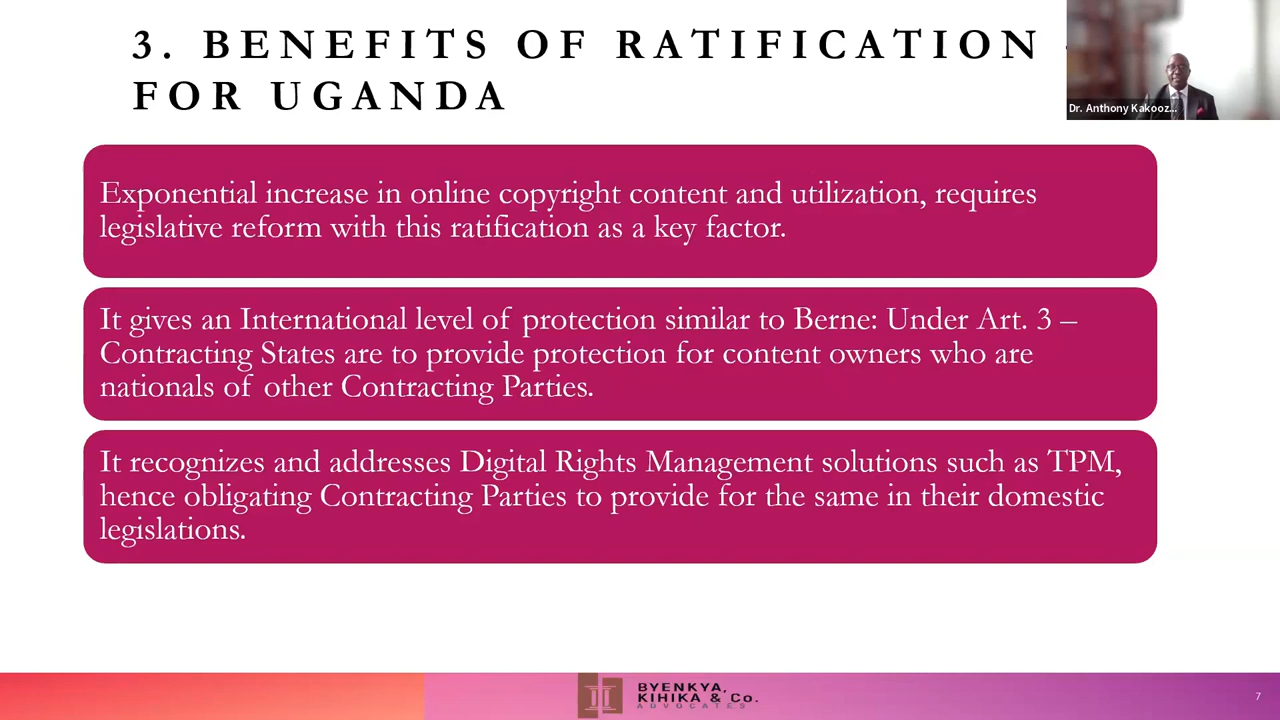 3. BENEFITS OF RATIFICATION -
FOR UGANDA
Dr. Anthony Kakooz...
Exponential increase in online copyright content and utilization, requires
legislative reform with this ratification as a key factor.
It gives an International level of protection similar to Berne: Under Art. 3 –
Contracting States are to provide protection for content owners who are
nationals of other Contracting Parties.
It recognizes and addresses Digital Rights Management solutions such as TPM,
hence obligating Contracting Parties to provide for the same in their domestic
legislations.
BYENKYA,
KIHIKA & Co.
ADVOCATES
7